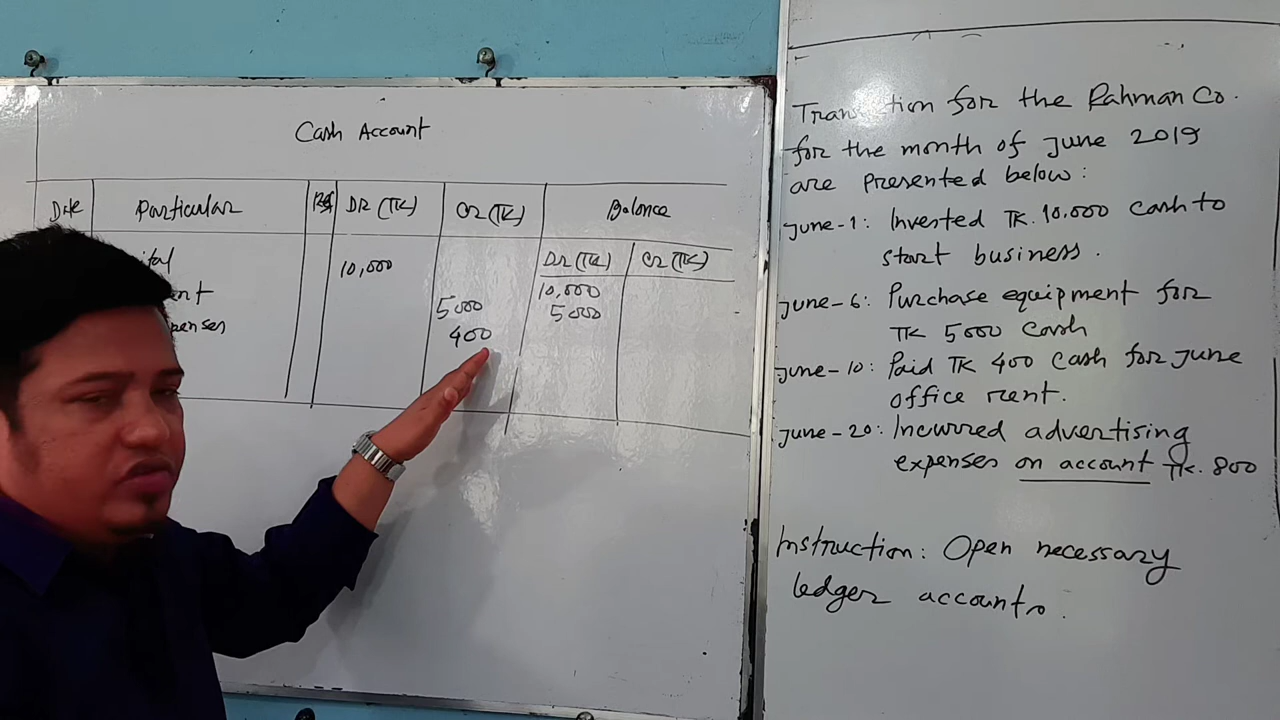 Cash Account
Date Particular Ref DR (TK) CR (TK) Balance
DR (TK) CR (TK)
10,000 10,000
5000 5000
400
Transaction for the Rahman Co.
for the month of June 2019
are presented below:
June-1: Invested TK. 10,000 cash to
start business.
June-6: Purchase equipment for
TK 5000 cash
June-10: Paid TK 400 cash for June
office rent.
June-20: Incurred advertising
expenses on account TK. 800
Instruction: Open necessary
ledger accounts.